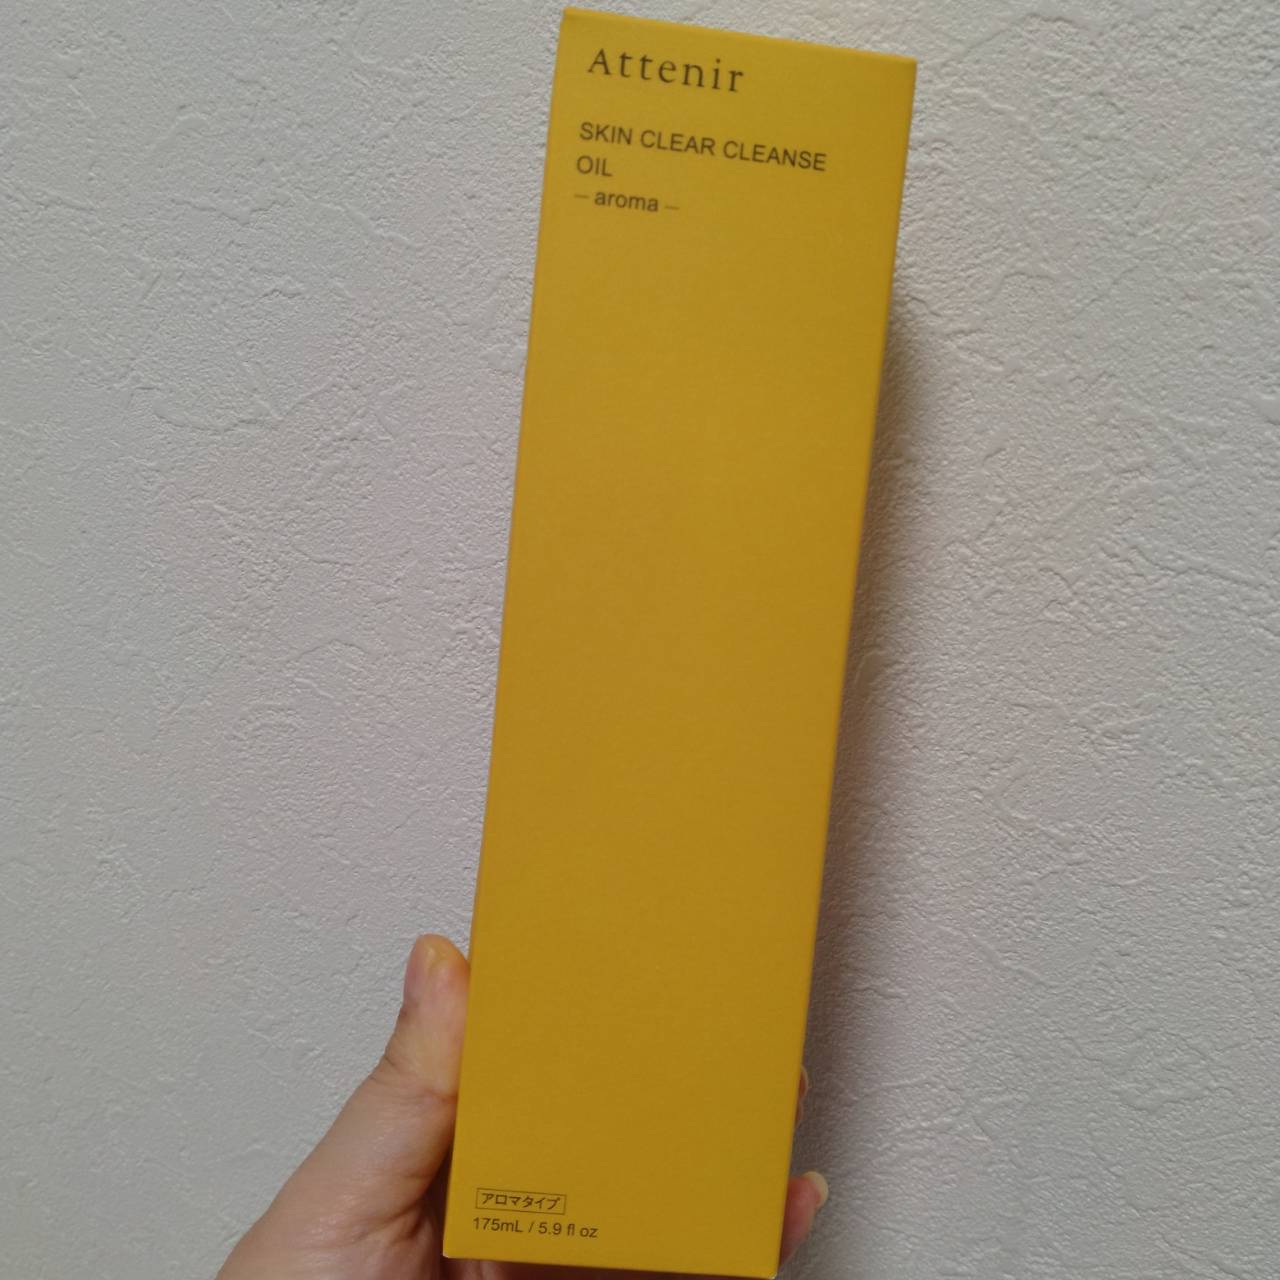 Attenir
SKIN CLEAR CLEANSE
OIL
— aroma —
アロマタイプ
175mL / 5.9 fl oz